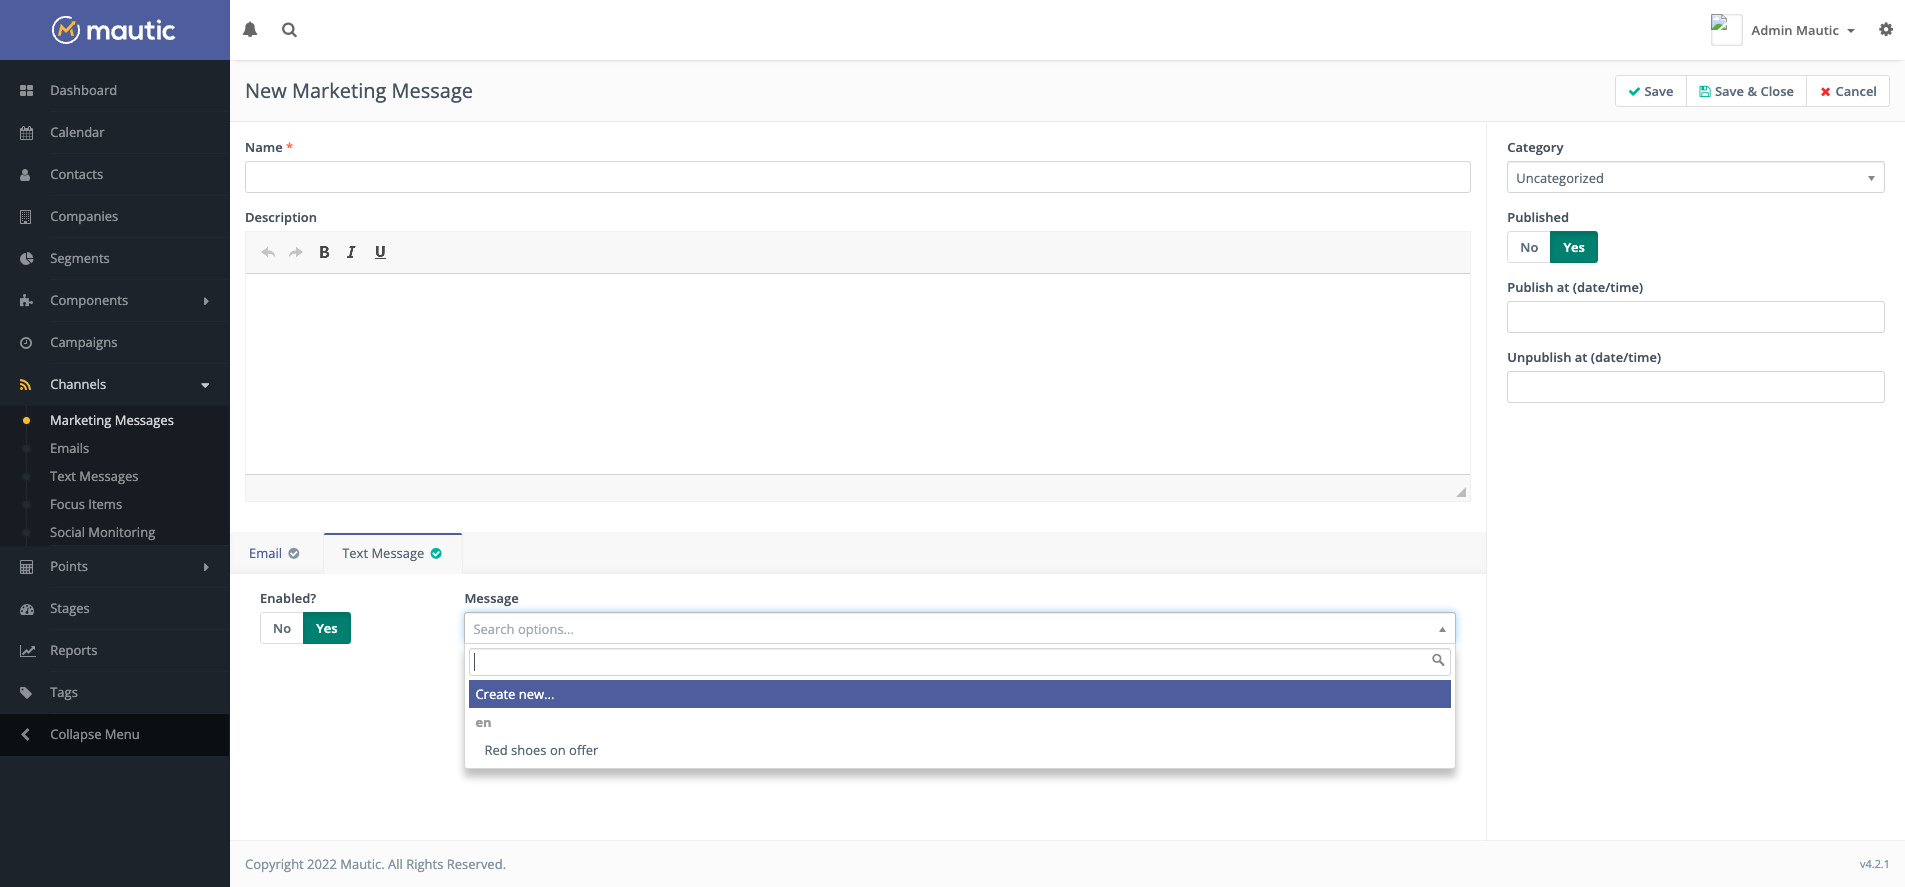 mautic
Admin Mautic
Dashboard
Calendar
Contacts
Companies
Segments
Components
Campaigns
Channels
Marketing Messages
Emails
Text Messages
Focus Items
Social Monitoring
Points
Stages
Reports
Tags
Collapse Menu
New Marketing Message
Save
Save & Close
Cancel
Name *
Description
B I U
Email
Text Message
Enabled?
No Yes
Message
Search options...
Create new...
en
Red shoes on offer
Category
Uncategorized
Published
No Yes
Publish at (date/time)
Unpublish at (date/time)
Copyright 2022 Mautic. All Rights Reserved.
v4.2.1